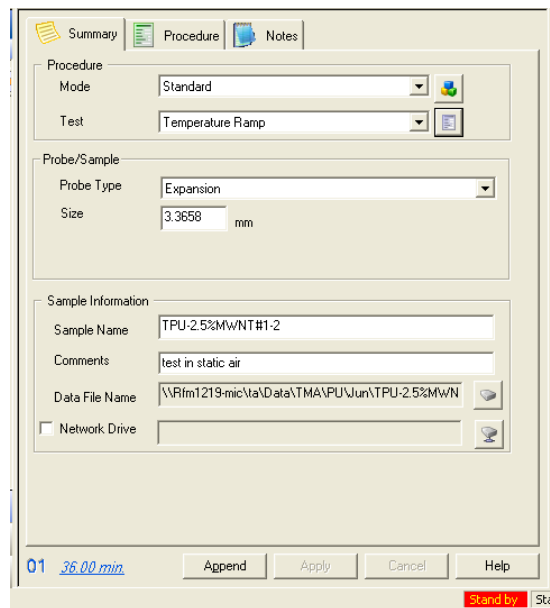 Summary Procedure Notes
Procedure
Mode Standard
Test Temperature Ramp
Probe/Sample
Probe Type Expansion
Size 3.3658 mm
Sample Information
Sample Name TPU-2.5%MWNT#1-2
Comments test in static air
Data File Name \\Rfm1219-mic\ta\Data\TMA\PU\Jun\TPU-2.5%MWN
Network Drive
01 36.00 min. Append Apply Cancel Help
Stand by Sta